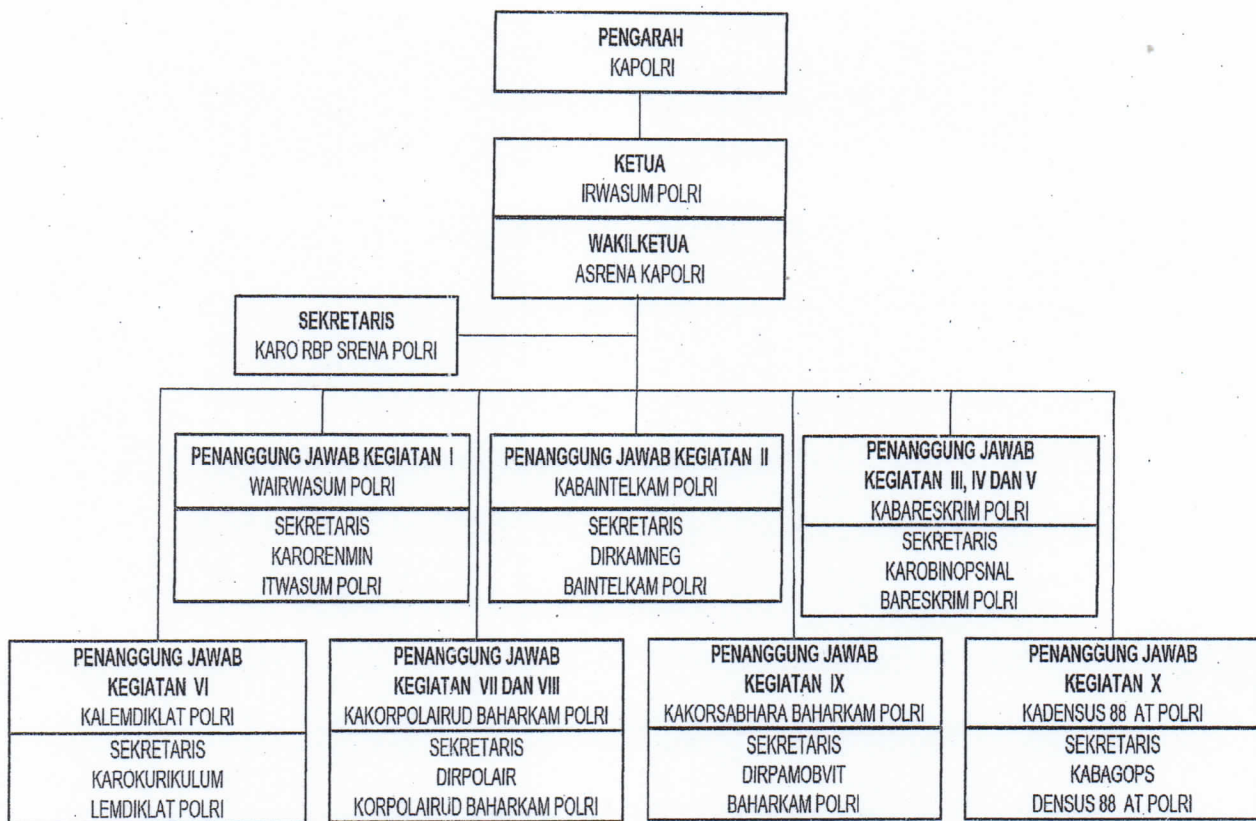 PENGARAH
KAPOLRI
KETUA
IRWASUM POLRI
WAKILKETUA
ASRENA KAPOLRI
SEKRETARIS
KARO RBP SRENA POLRI
PENANGGUNG JAWAB KEGIATAN I
WAIRWASUM POLRI
SEKRETARIS
KARORENMIN
ITWASUM POLRI
PENANGGUNG JAWAB KEGIATAN II
KABAINTELKAM POLRI
SEKRETARIS
DIRKAMNEG
BAINTELKAM POLRI
PENANGGUNG JAWAB
KEGIATAN III, IV DAN V
KABARESKRIM POLRI
SEKRETARIS
KAROBINOPSNAL
BARESKRIM POLRI
PENANGGUNG JAWAB
KEGIATAN VI
KALEMDIKLAT POLRI
SEKRETARIS
KAROKURIKULUM
LEMDIKLAT POLRI
PENANGGUNG JAWAB
KEGIATAN VII DAN VIII
KAKORPOLAIRUD BAHARKAM POLRI
SEKRETARIS
DIRPOLAIR
KORPOLAIRUD BAHARKAM POLRI
PENANGGUNG JAWAB
KEGIATAN IX
KAKORSABHARA BAHARKAM POLRI
SEKRETARIS
DIRPAMOBVIT
BAHARKAM POLRI
PENANGGUNG JAWAB
KEGIATAN X
KADENSUS 88 AT POLRI
SEKRETARIS
KABAGOPS
DENSUS 88 AT POLRI